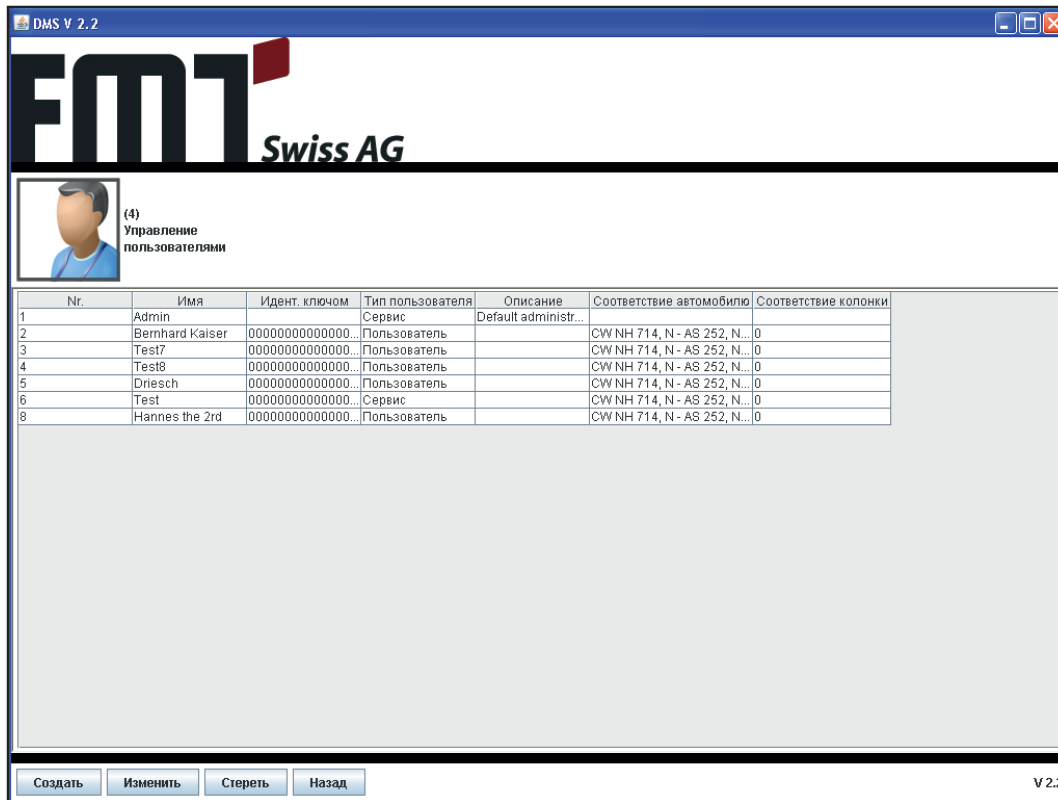 DMS V 2.2
FMT
Swiss AG
(4)
Управление
пользователями
Nr. Имя Идент. ключом Тип пользователя Описание Соответствие автомобилю Соответствие колонки
1 Admin Сервис Default administr...
2 Bernhard Kaiser 00000000000000... Пользователь CW NH 714, N - AS 252, N... 0
3 Test7 00000000000000... Пользователь CW NH 714, N - AS 252, N... 0
4 Test8 00000000000000... Пользователь CW NH 714, N - AS 252, N... 0
5 Driesch 00000000000000... Пользователь CW NH 714, N - AS 252, N... 0
6 Test 00000000000000... Сервис CW NH 714, N - AS 252, N... 0
8 Hannes the 2rd 00000000000000... Пользователь CW NH 714, N - AS 252, N... 0
Создать Изменить Стереть Назад V 2.2